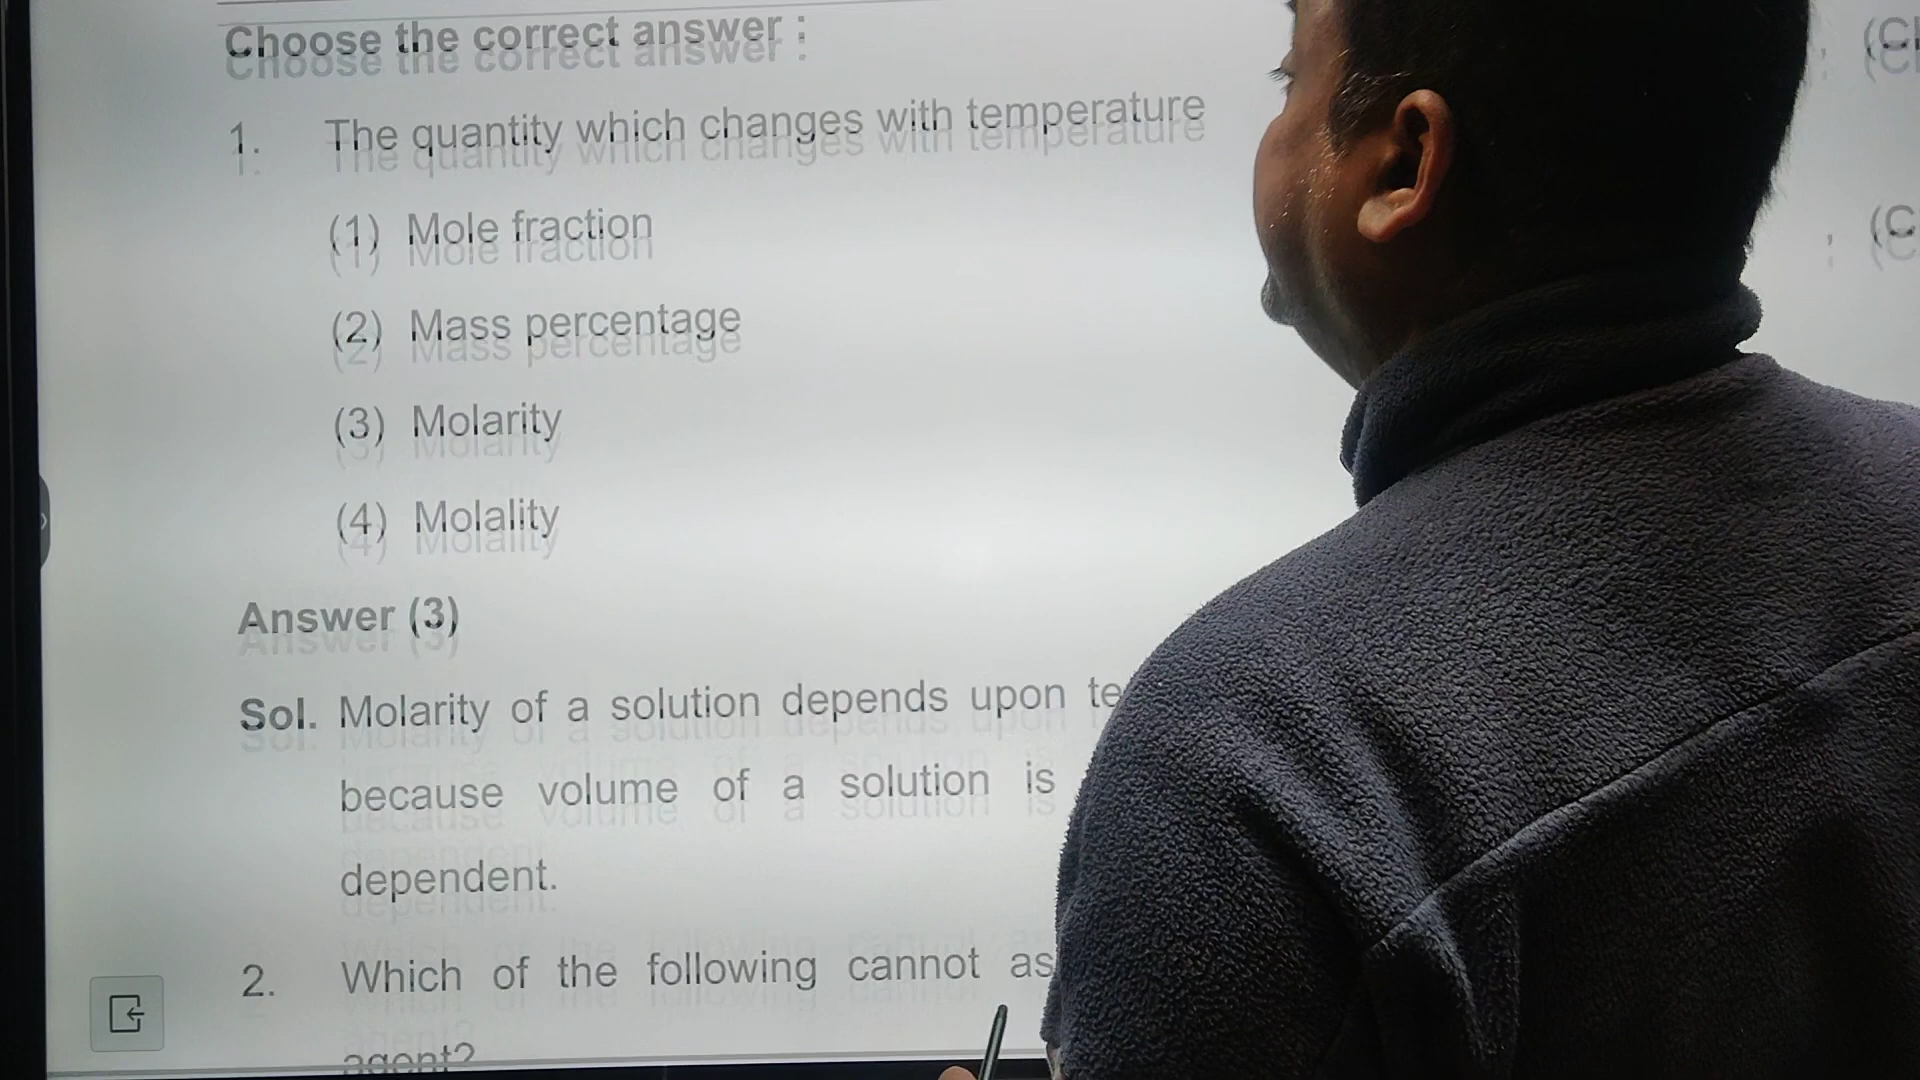 Choose the correct answer :
1. The quantity which changes with temperature
(1) Mole fraction
(2) Mass percentage
(3) Molarity
(4) Molality
Answer (3)
Sol. Molarity of a solution depends upon
because volume of a solution is
dependent.
2. Which of the following cannot
agent?